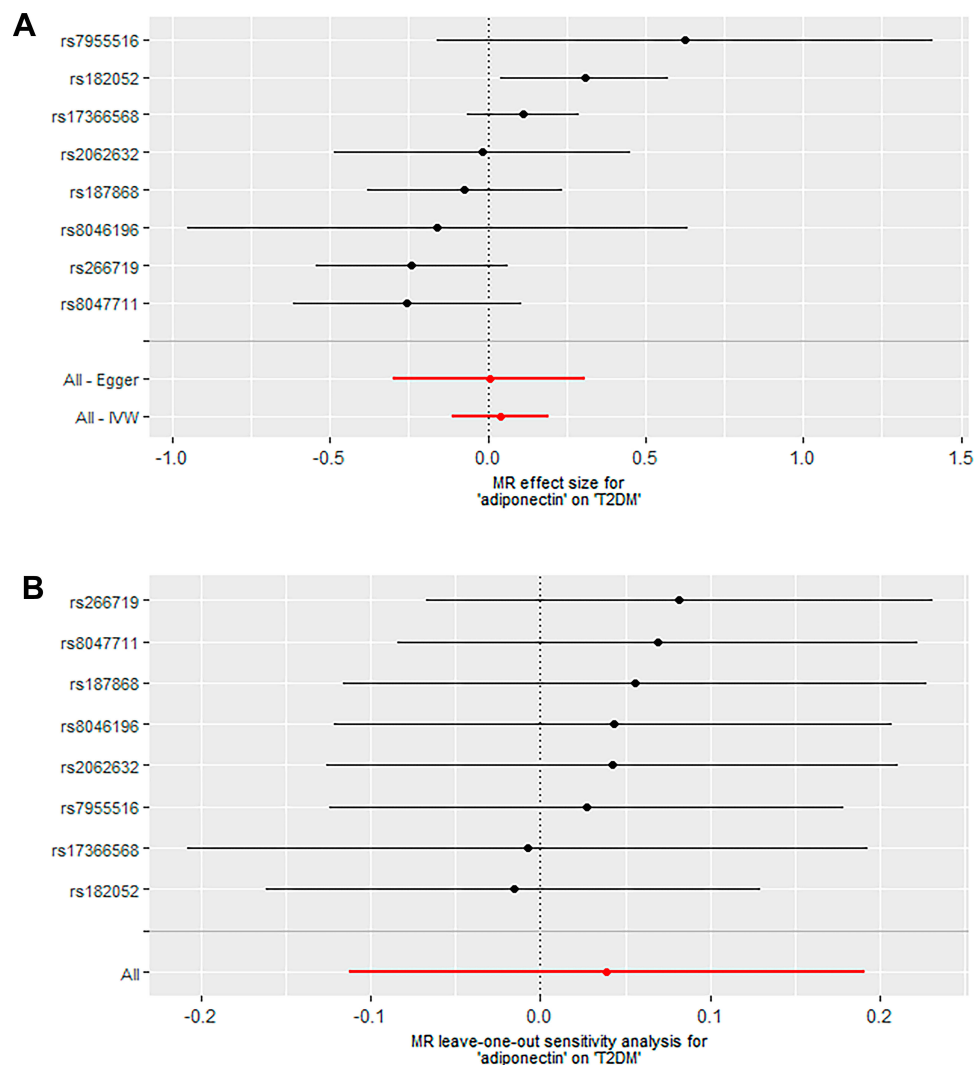 A
rs7955516
rs182052
rs17366568
rs2062632
rs187868
rs8046196
rs266719
rs8047711
All - Egger
All - IVW
-1.0 -0.5 0.0 0.5 1.0 1.5
MR effect size for
'adiponectin' on 'T2DM'
B
rs266719
rs8047711
rs187868
rs8046196
rs2062632
rs7955516
rs17366568
rs182052
All
-0.2 -0.1 0.0 0.1 0.2
MR leave-one-out sensitivity analysis for
'adiponectin' on 'T2DM'